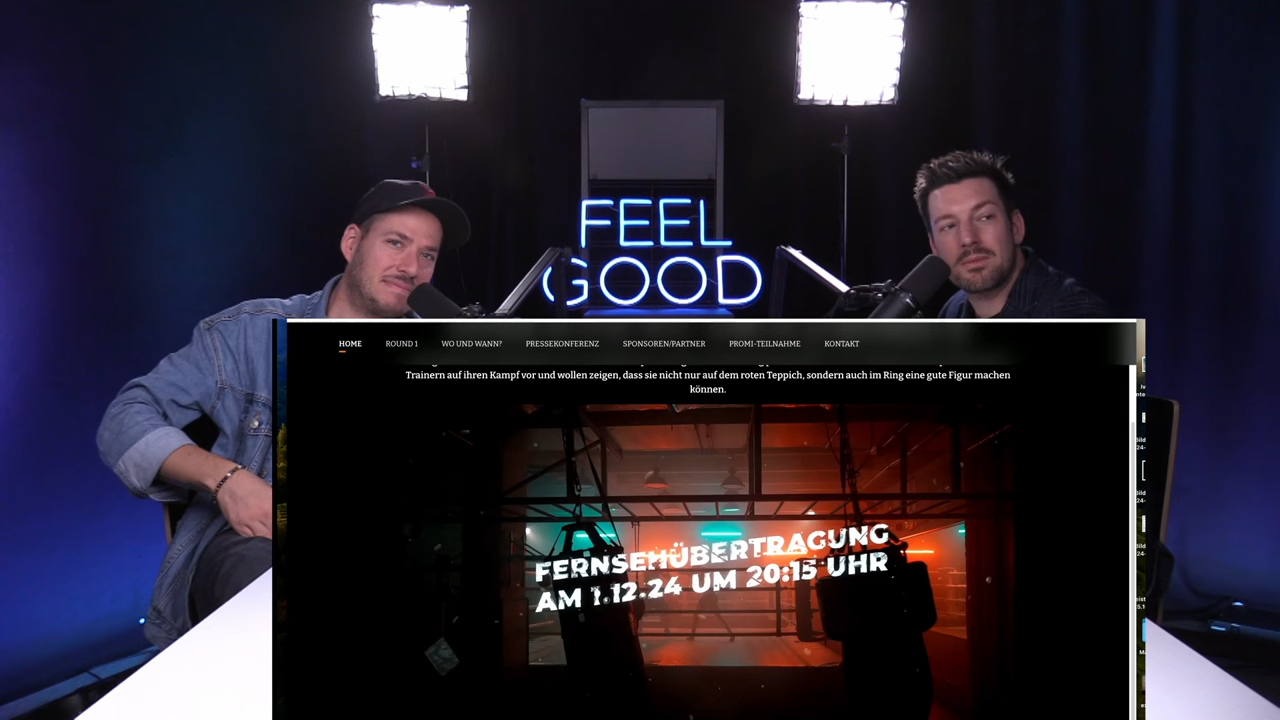 FEEL
GOOD
HOME ROUND 1 WO UND WANN? PRESSEKONFERENZ SPONSOREN/PARTNER PROMI-TEILNAHME KONTAKT
Trainern auf ihren Kampf vor und wollen zeigen, dass sie nicht nur auf dem roten Teppich, sondern auch im Ring eine gute Figur machen
können.
FERNSEHÜBERTRAGUNG
AM 1.12.24 UM 20:15 UHR